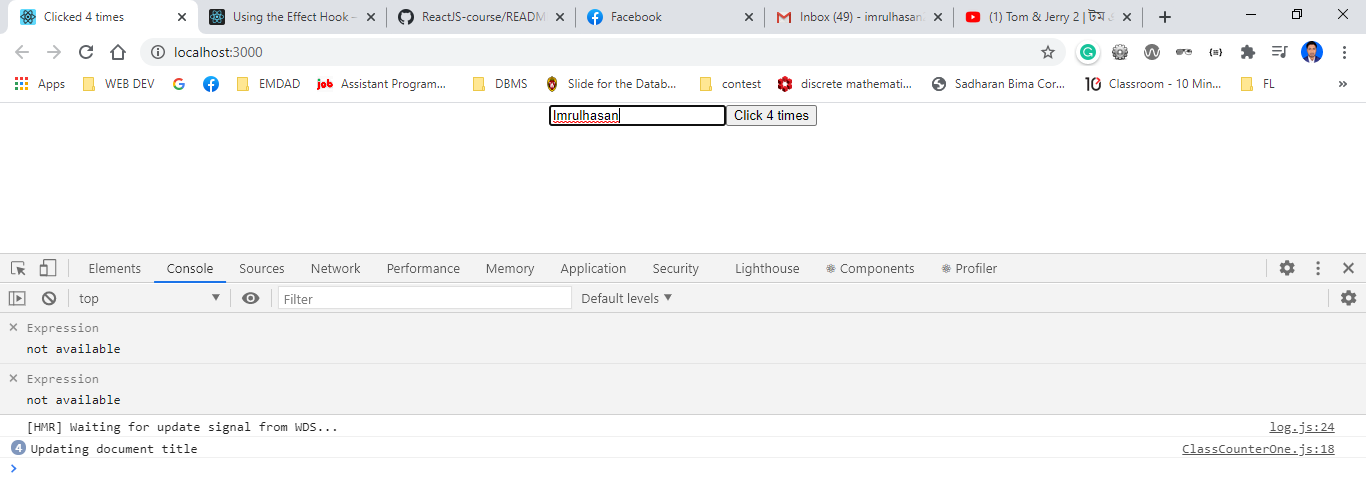 Clicked 4 times
Using the Effect Hook –
ReactJS-course/READM
Facebook
Inbox (49) - imrulhasan
(1) Tom & Jerry 2 | টম
localhost:3000
Apps
WEB DEV
EMDAD
job
Assistant Program...
DBMS
Slide for the Datab...
contest
discrete mathemati...
Sadharan Bima Cor...
Classroom - 10 Min...
FL
»
Imrulhasan
Click 4 times
Elements
Console
Sources
Network
Performance
Memory
Application
Security
Lighthouse
Components
Profiler
top
Filter
Default levels
Expression
not available
Expression
not available
[HMR] Waiting for update signal from WDS...
log.js:24
4
Updating document title
ClassCounterOne.js:18